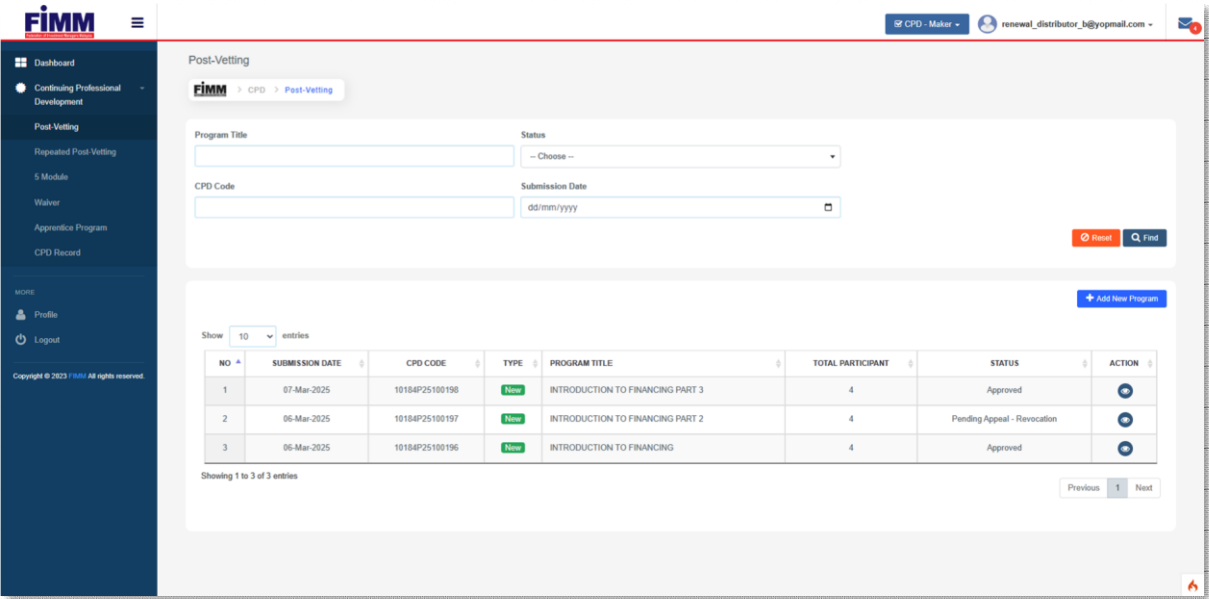 FiMM
Federation of Investment Managers Malaysia
CPD - Maker
renewal_distributor_b@yopmail.com
4
Dashboard
Continuing Professional
Development
Post-Vetting
Repeated Post-Vetting
5 Module
Waiver
Apprentice Program
CPD Record
MORE
Profile
Logout
Copyright © 2023 FIMM All rights reserved.
Post-Vetting
FiMM > CPD > Post-Vetting
Program Title Status
-- Choose --
CPD Code Submission Date
dd/mm/yyyy
Reset Find
Add New Program
Show 10 entries
NO SUBMISSION DATE CPD CODE TYPE PROGRAM TITLE TOTAL PARTICIPANT STATUS ACTION
1 07-Mar-2025 10184P25100198 New INTRODUCTION TO FINANCING PART 3 4 Approved
2 06-Mar-2025 10184P25100197 New INTRODUCTION TO FINANCING PART 2 4 Pending Appeal - Revocation
3 06-Mar-2025 10184P25100196 New INTRODUCTION TO FINANCING 4 Approved
Showing 1 to 3 of 3 entries
Previous 1 Next